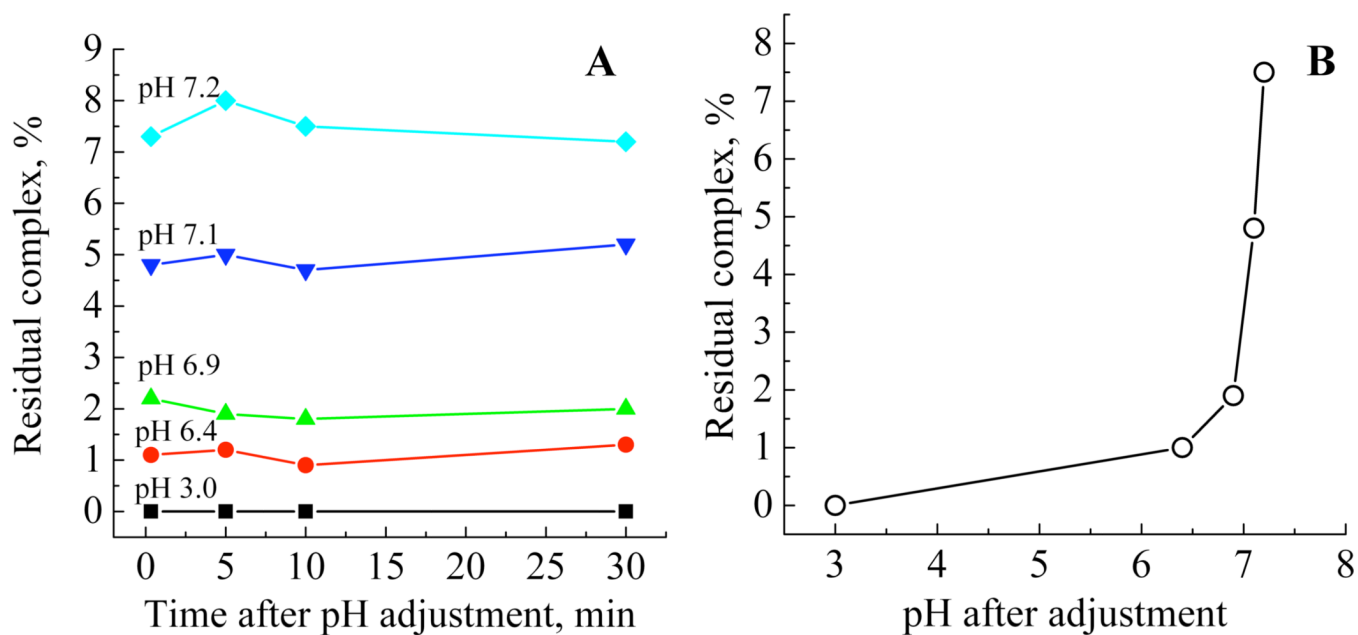 A
Residual complex, %
9
8
7
6
5
4
3
2
1
0
pH 7.2
pH 7.1
pH 6.9
pH 6.4
pH 3.0
0 5 10 15 20 25 30
Time after pH adjustment, min
B
Residual complex, %
8
7
6
5
4
3
2
1
0
3 4 5 6 7 8
pH after adjustment